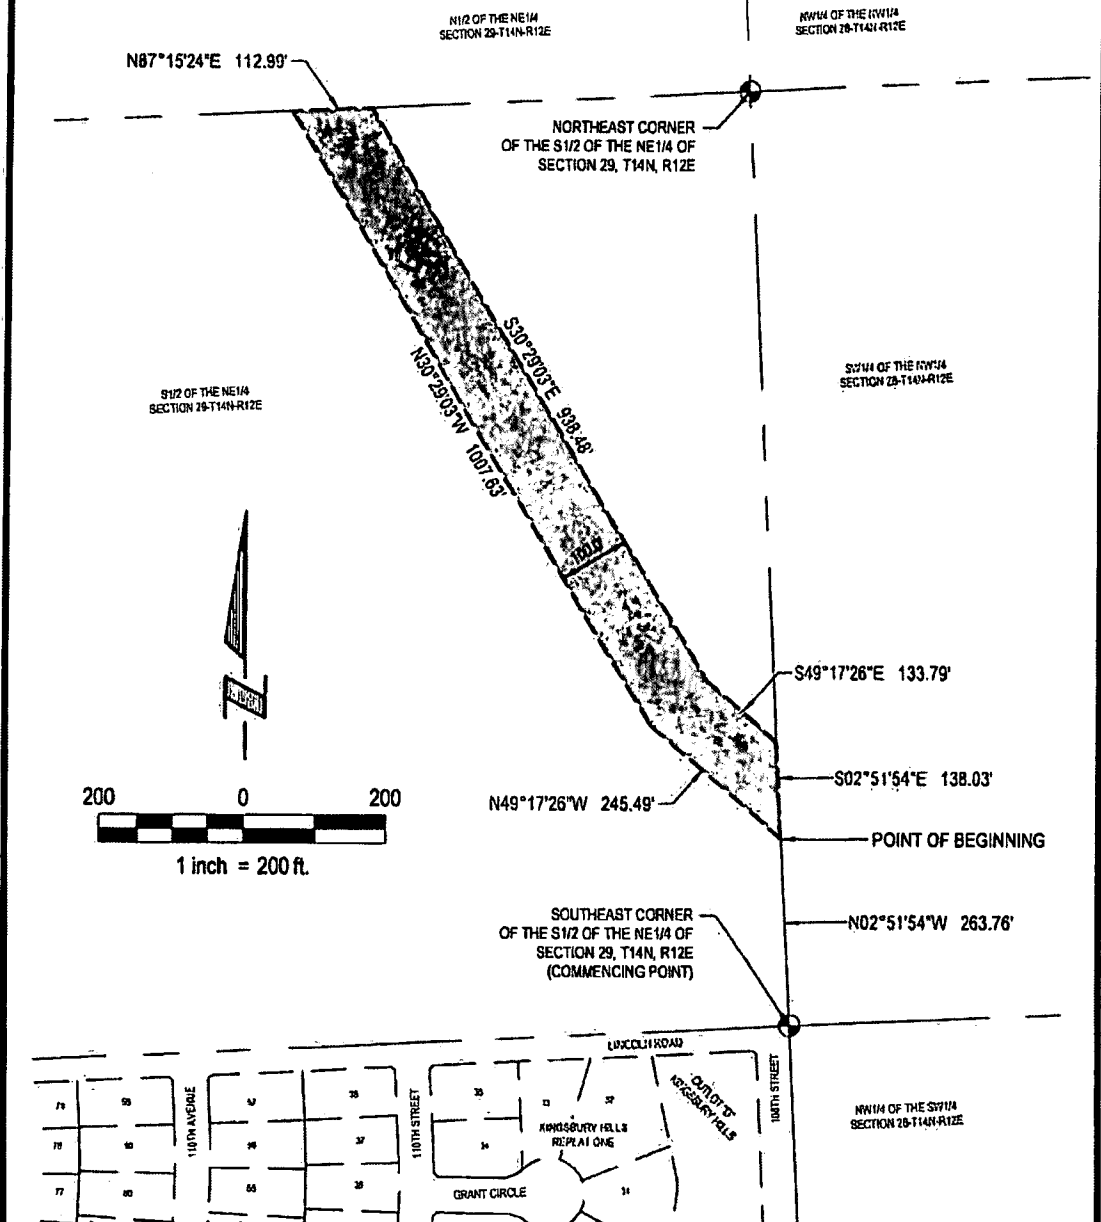 N1/2 OF THE NE1/4
SECTION 29-T14N-R12E
NW1/4 OF THE NW1/4
SECTION 28-T14N-R12E
N87°15'24"E 112.99'
NORTHEAST CORNER
OF THE S1/2 OF THE NE1/4 OF
SECTION 29, T14N, R12E
S30°29'03"E 938.48'
N30°29'03"W 1007.63'
S1/2 OF THE NE1/4
SECTION 29-T14N-R12E
SW1/4 OF THE NW1/4
SECTION 28-T14N-R12E
100.0'
S49°17'26"E 133.79'
S02°51'54"E 138.03'
N49°17'26"W 245.49'
POINT OF BEGINNING
200 0 200
1 inch = 200 ft.
SOUTHEAST CORNER
OF THE S1/2 OF THE NE1/4 OF
SECTION 29, T14N, R12E
(COMMENCING POINT)
N02°51'54"W 263.76'
LINCOLN ROAD
110TH AVENUE
110TH STREET
108TH STREET
KINGSBURY HILLS
REPLAT ONE
OUTLOT "D"
KINGSBURY HILLS
NW1/4 OF THE SW1/4
SECTION 28-T14N-R12E
77
GRANT CIRCLE